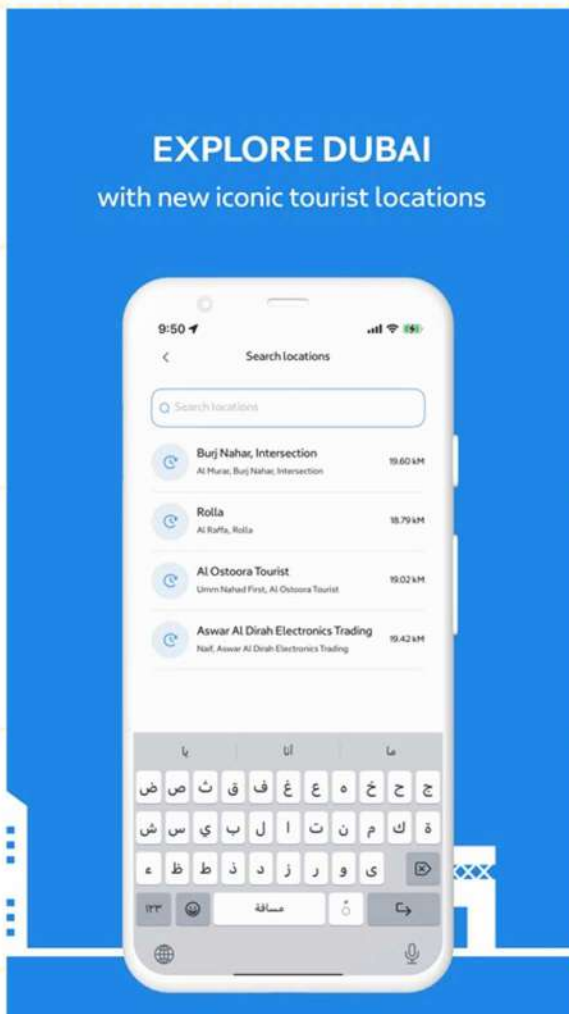 EXPLORE DUBAI
with new iconic tourist locations
9:50
Search locations
Search locations
Burj Nahar, Intersection
Al Murar, Burj Nahar, Intersection
19.60 kM
Rolla
Al Raffa, Rolla
18.79 kM
Al Ostoora Tourist
Umm Nahad First, Al Ostoora Tourist
19.02 kM
Aswar Al Dirah Electronics Trading
Naif, Aswar Al Dirah Electronics Trading
19.42 kM
يا أنا ما
ض ص ث ق ف غ ع ه خ ح ج
ش س ي ب ل ا ت ن م ك ة
ء ظ ط ذ د ز ر و ى
١٢٣ مسافة